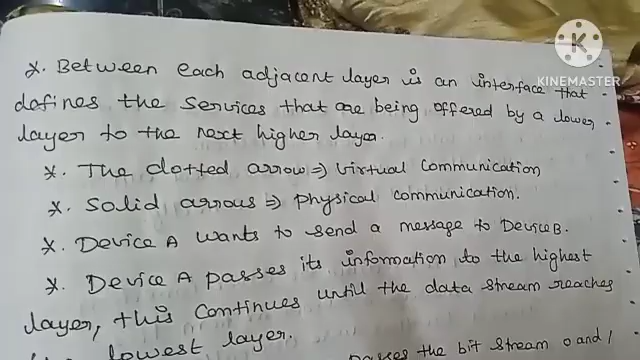 *. Between each adjacent layer is an interface that
defines the services that are being offered by a lower
layer to the next higher layer.
*. The dotted arrow ⇒ virtual communication
*. Solid arrows ⇒ physical communication.
*. Device A wants to send a message to Device B.
*. Device A passes its information to the highest
layer, this continues until the data stream reaches
lowest layer.
passes the bit stream 0 and 1
KINEMASTER